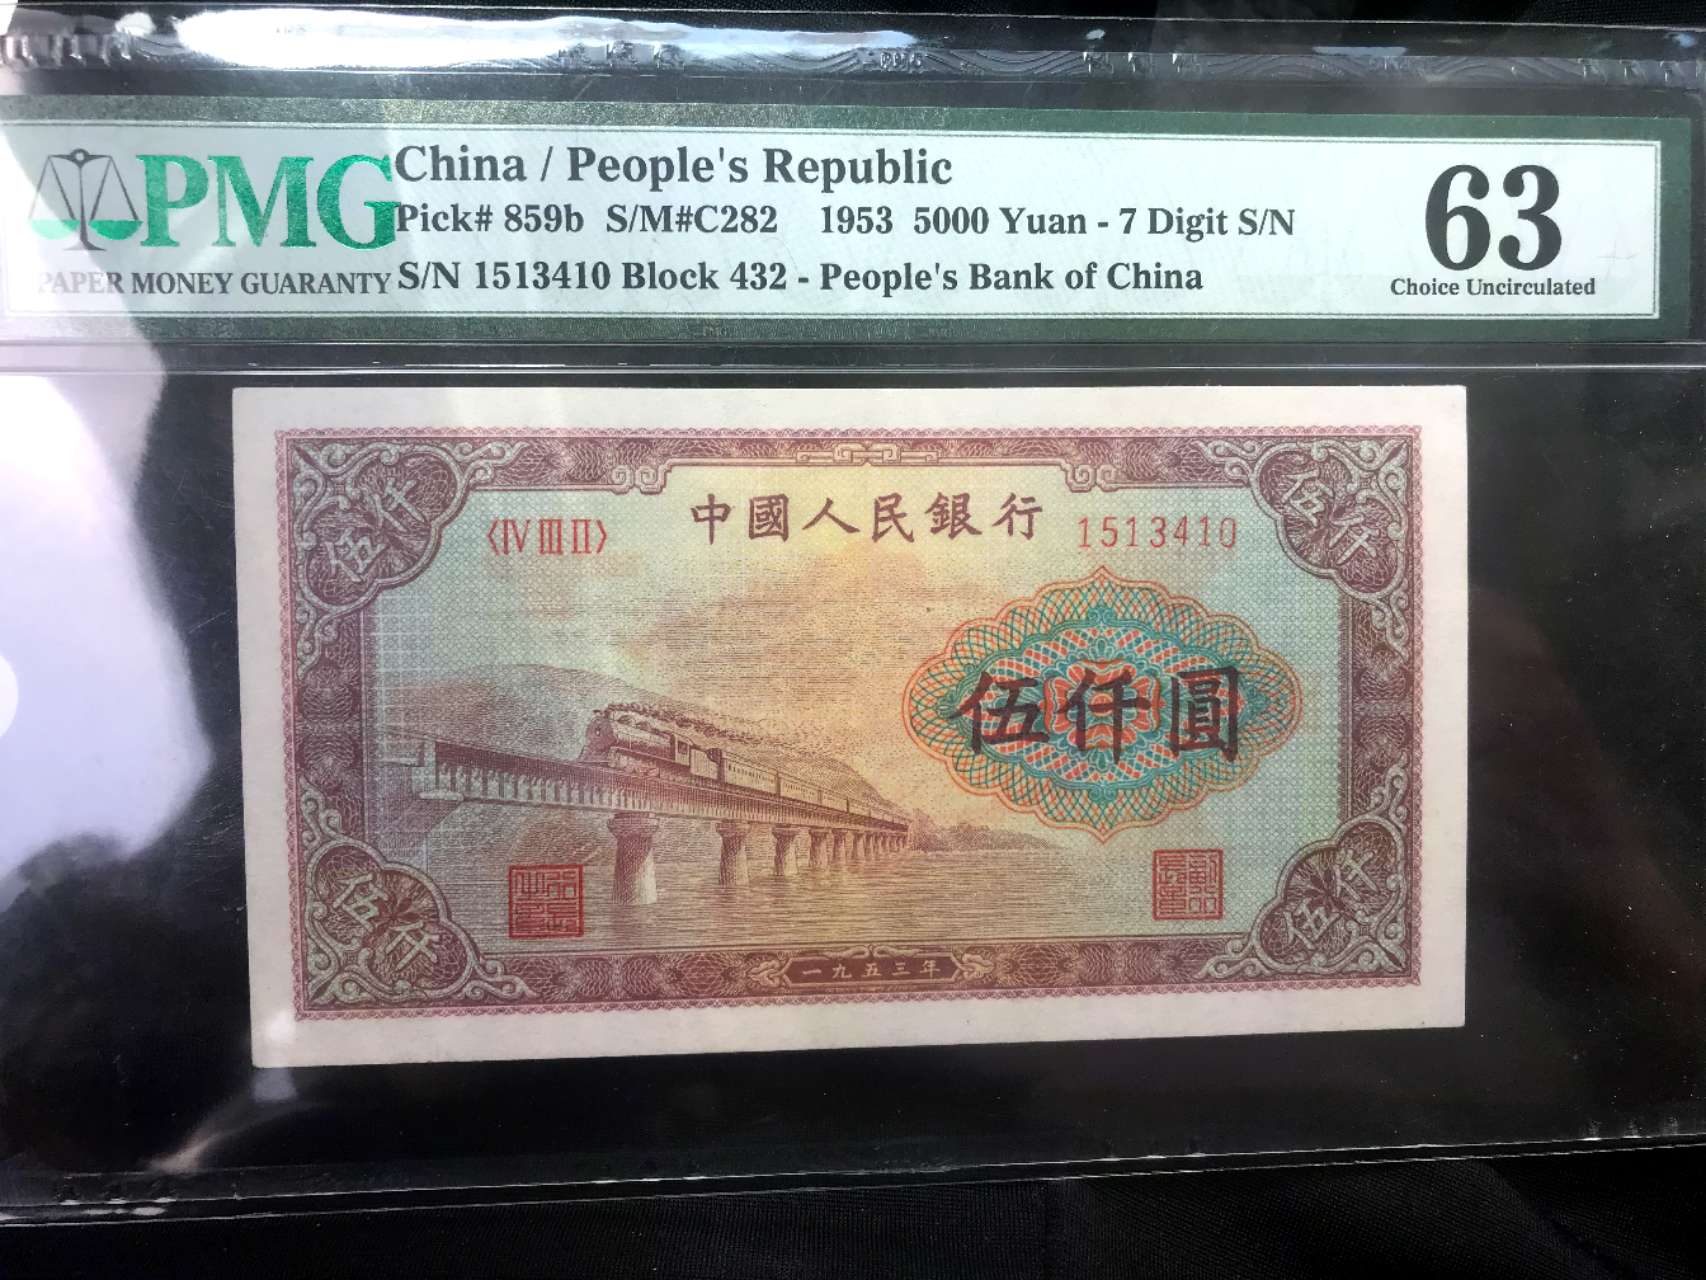 PMG
PAPER MONEY GUARANTY
China / People's Republic
Pick# 859b S/M#C282 1953 5000 Yuan - 7 Digit S/N
S/N 1513410 Block 432 - People's Bank of China
63
Choice Uncirculated
伍仟
伍仟
〈IV III II〉
中國人民銀行
1513410
伍仟圓
伍仟
伍仟
一九五三年